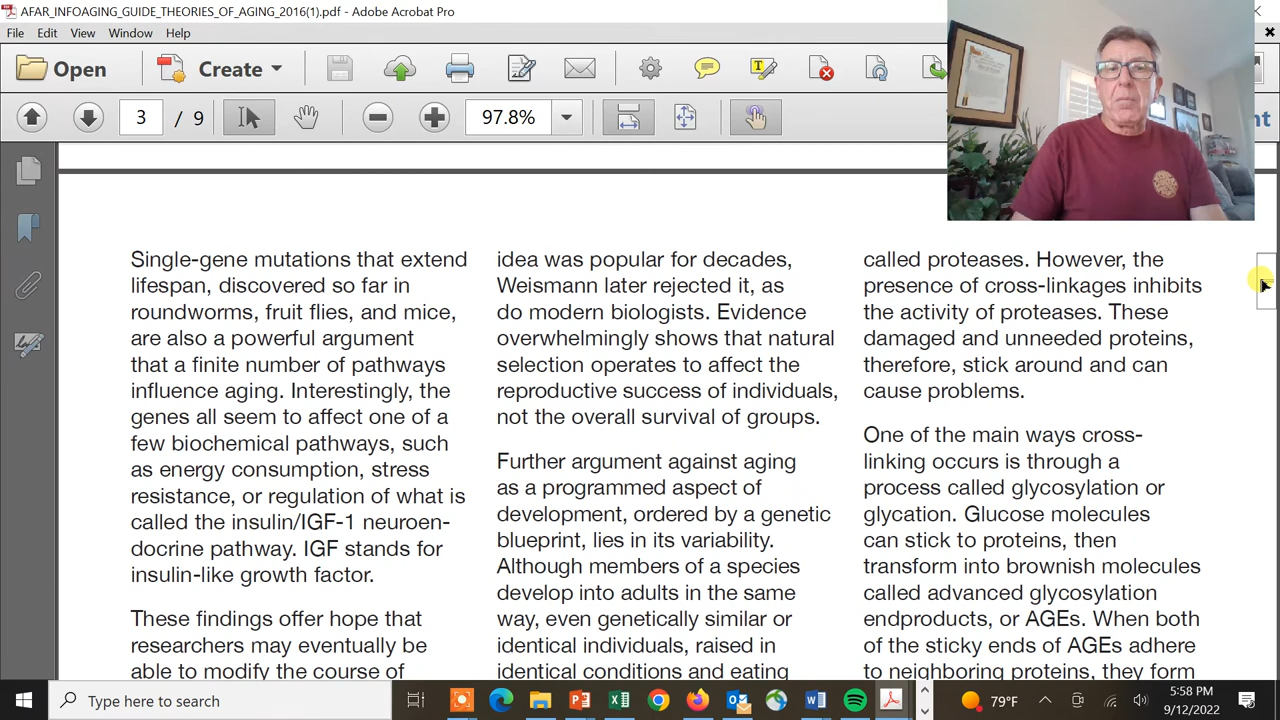 AFAR_INFOAGING_GUIDE_THEORIES_OF_AGING_2016(1).pdf - Adobe Acrobat Pro
File Edit View Window Help
Open Create
3 / 9 97.8%
Single-gene mutations that extend
lifespan, discovered so far in
roundworms, fruit flies, and mice,
are also a powerful argument
that a finite number of pathways
influence aging. Interestingly, the
genes all seem to affect one of a
few biochemical pathways, such
as energy consumption, stress
resistance, or regulation of what is
called the insulin/IGF-1 neuroen-
docrine pathway. IGF stands for
insulin-like growth factor.
These findings offer hope that
researchers may eventually be
able to modify the course of
idea was popular for decades,
Weismann later rejected it, as
do modern biologists. Evidence
overwhelmingly shows that natural
selection operates to affect the
reproductive success of individuals,
not the overall survival of groups.
Further argument against aging
as a programmed aspect of
development, ordered by a genetic
blueprint, lies in its variability.
Although members of a species
develop into adults in the same
way, even genetically similar or
identical individuals, raised in
identical conditions and eating
called proteases. However, the
presence of cross-linkages inhibits
the activity of proteases. These
damaged and unneeded proteins,
therefore, stick around and can
cause problems.
One of the main ways cross-
linking occurs is through a
process called glycosylation or
glycation. Glucose molecules
can stick to proteins, then
transform into brownish molecules
called advanced glycosylation
endproducts, or AGEs. When both
of the sticky ends of AGEs adhere
to neighboring proteins, they form
Type here to search
79°F
5:58 PM
9/12/2022